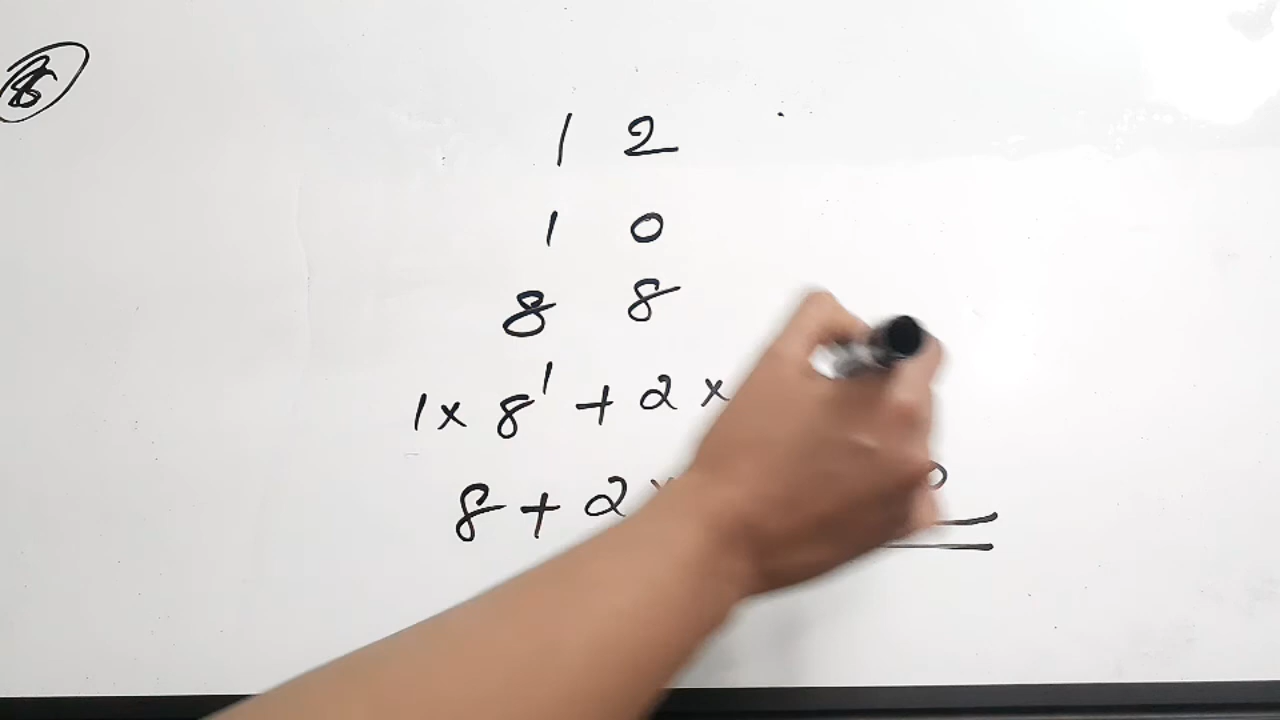 8
1 2
1 0
8 8
1 × 8¹ + 2 ×
8 + 2 ×